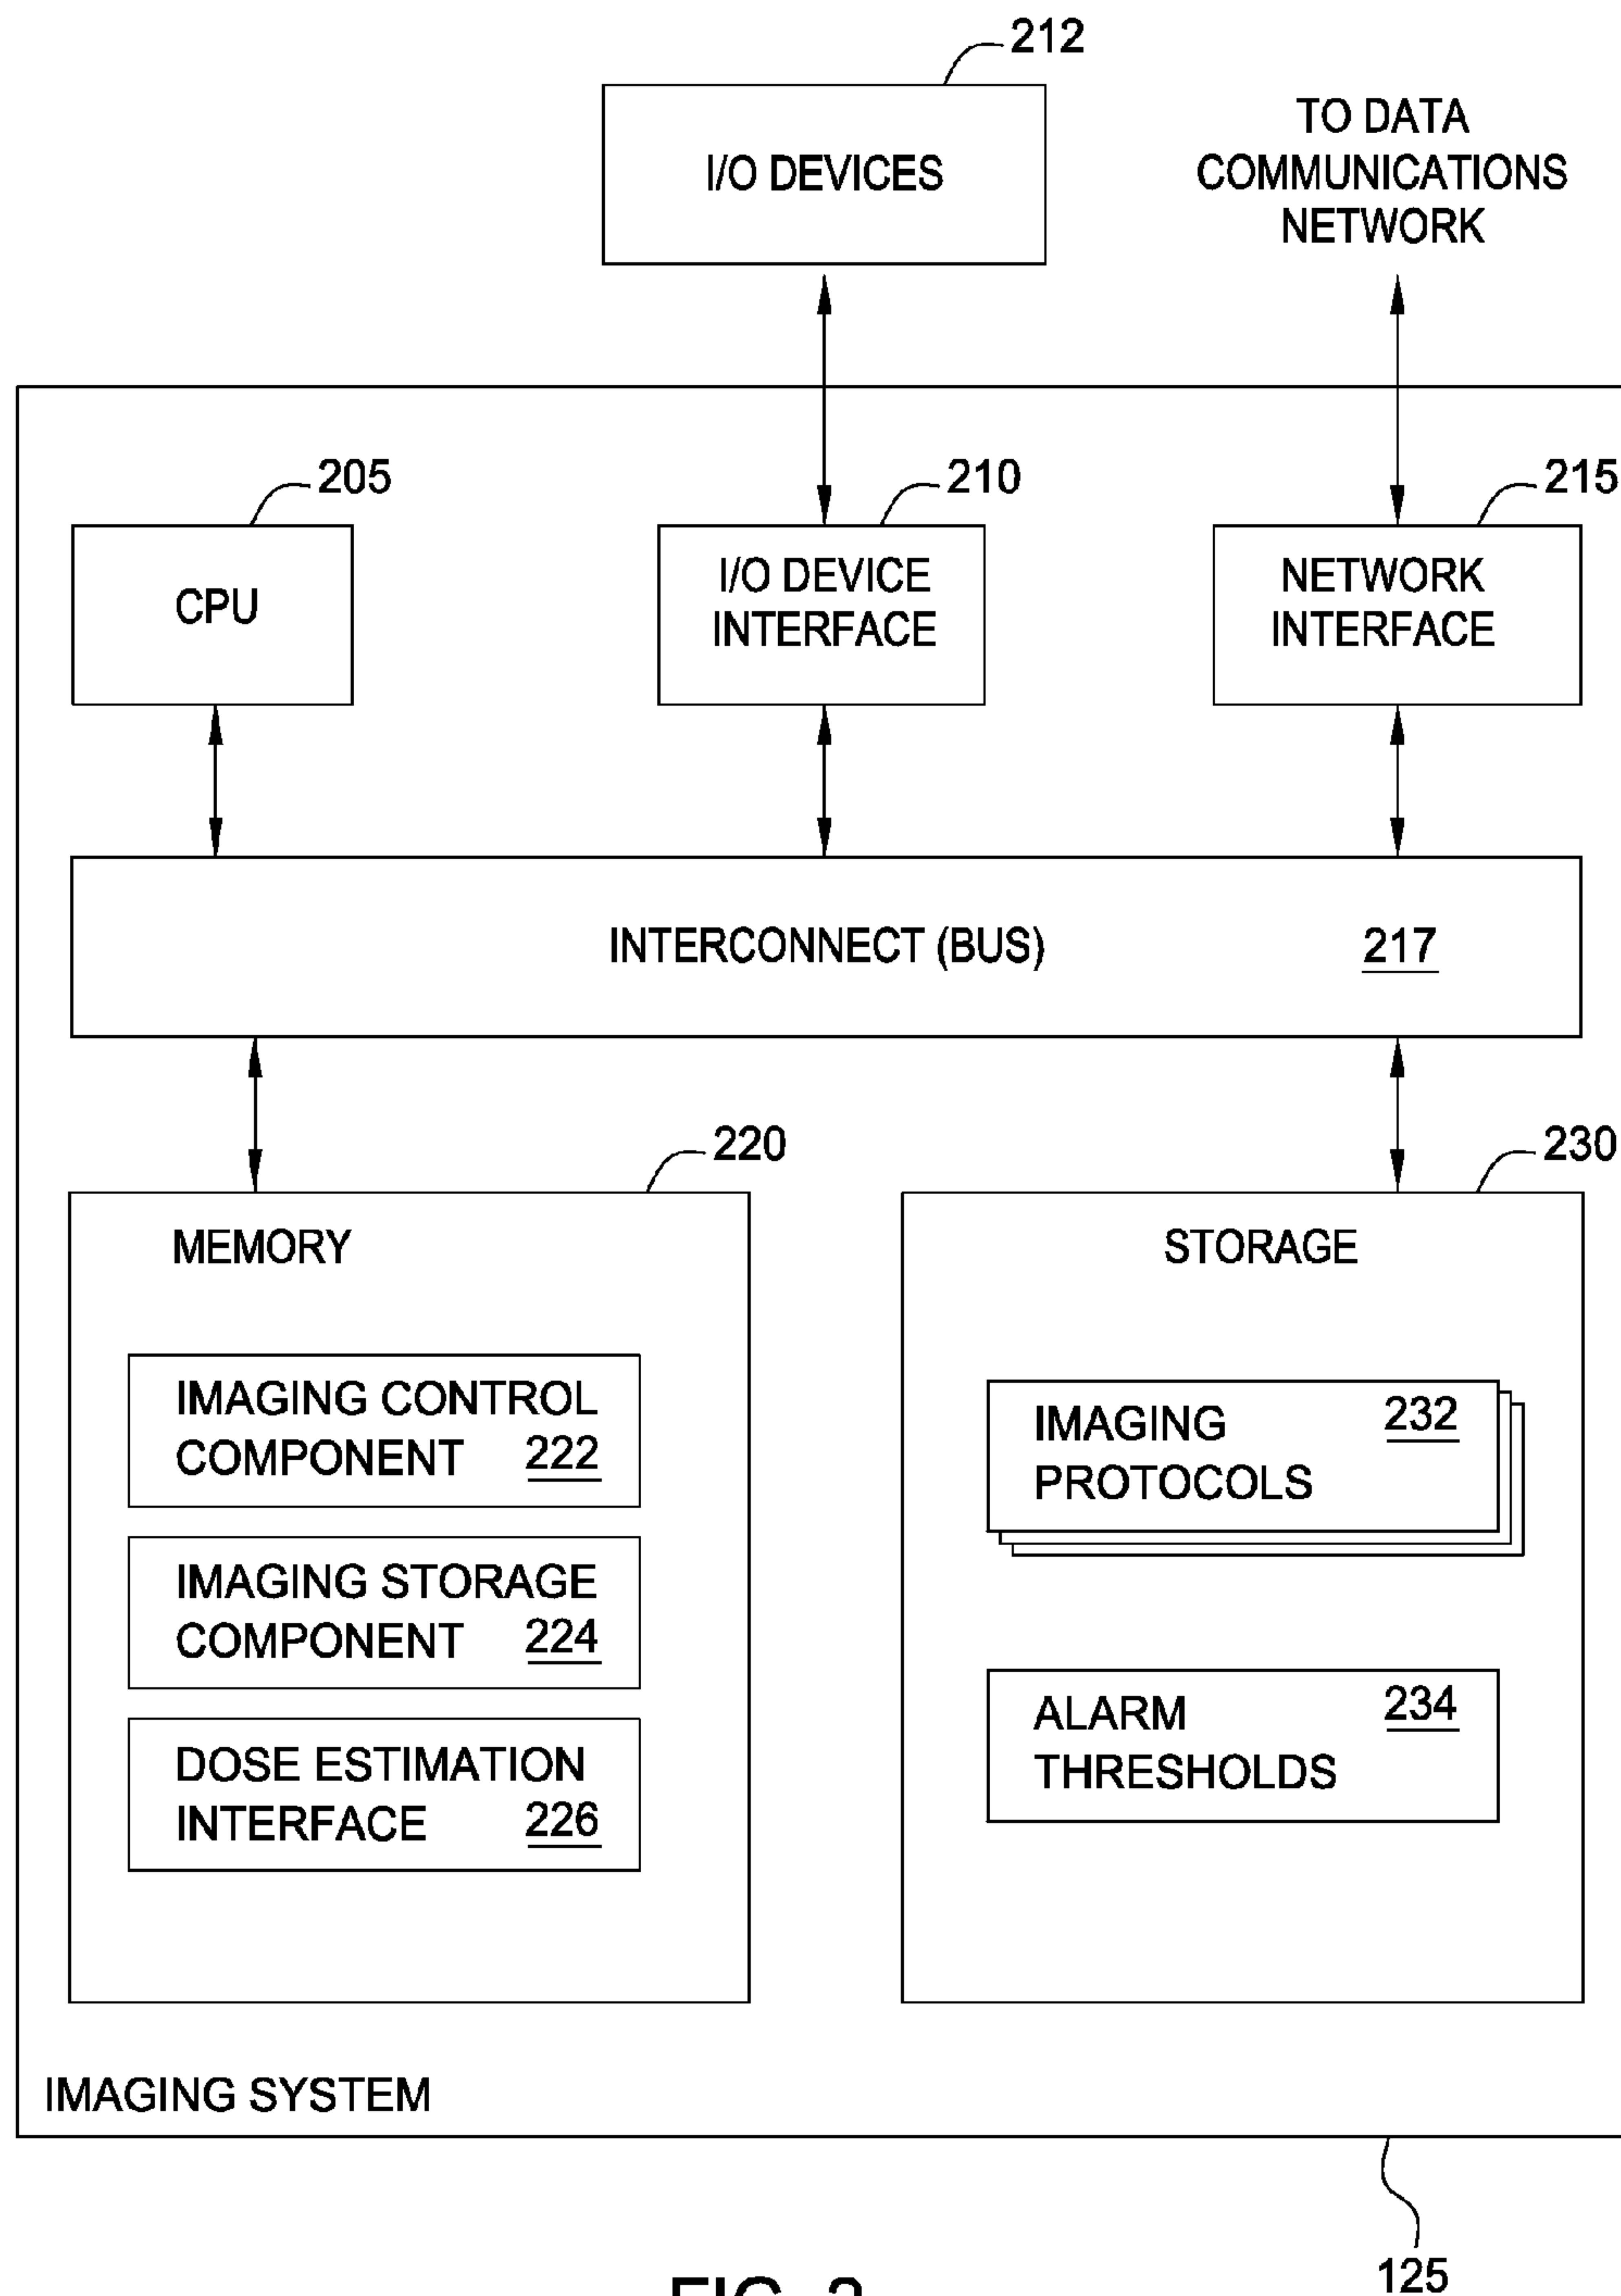 212
I/O DEVICES
TO DATA
COMMUNICATIONS
NETWORK
205
210
215
CPU
I/O DEVICE
INTERFACE
NETWORK
INTERFACE
INTERCONNECT (BUS) 217
220
230
MEMORY
STORAGE
IMAGING CONTROL
COMPONENT 222
IMAGING STORAGE
COMPONENT 224
DOSE ESTIMATION
INTERFACE 226
IMAGING 232
PROTOCOLS
ALARM 234
THRESHOLDS
IMAGING SYSTEM
125
FIG.